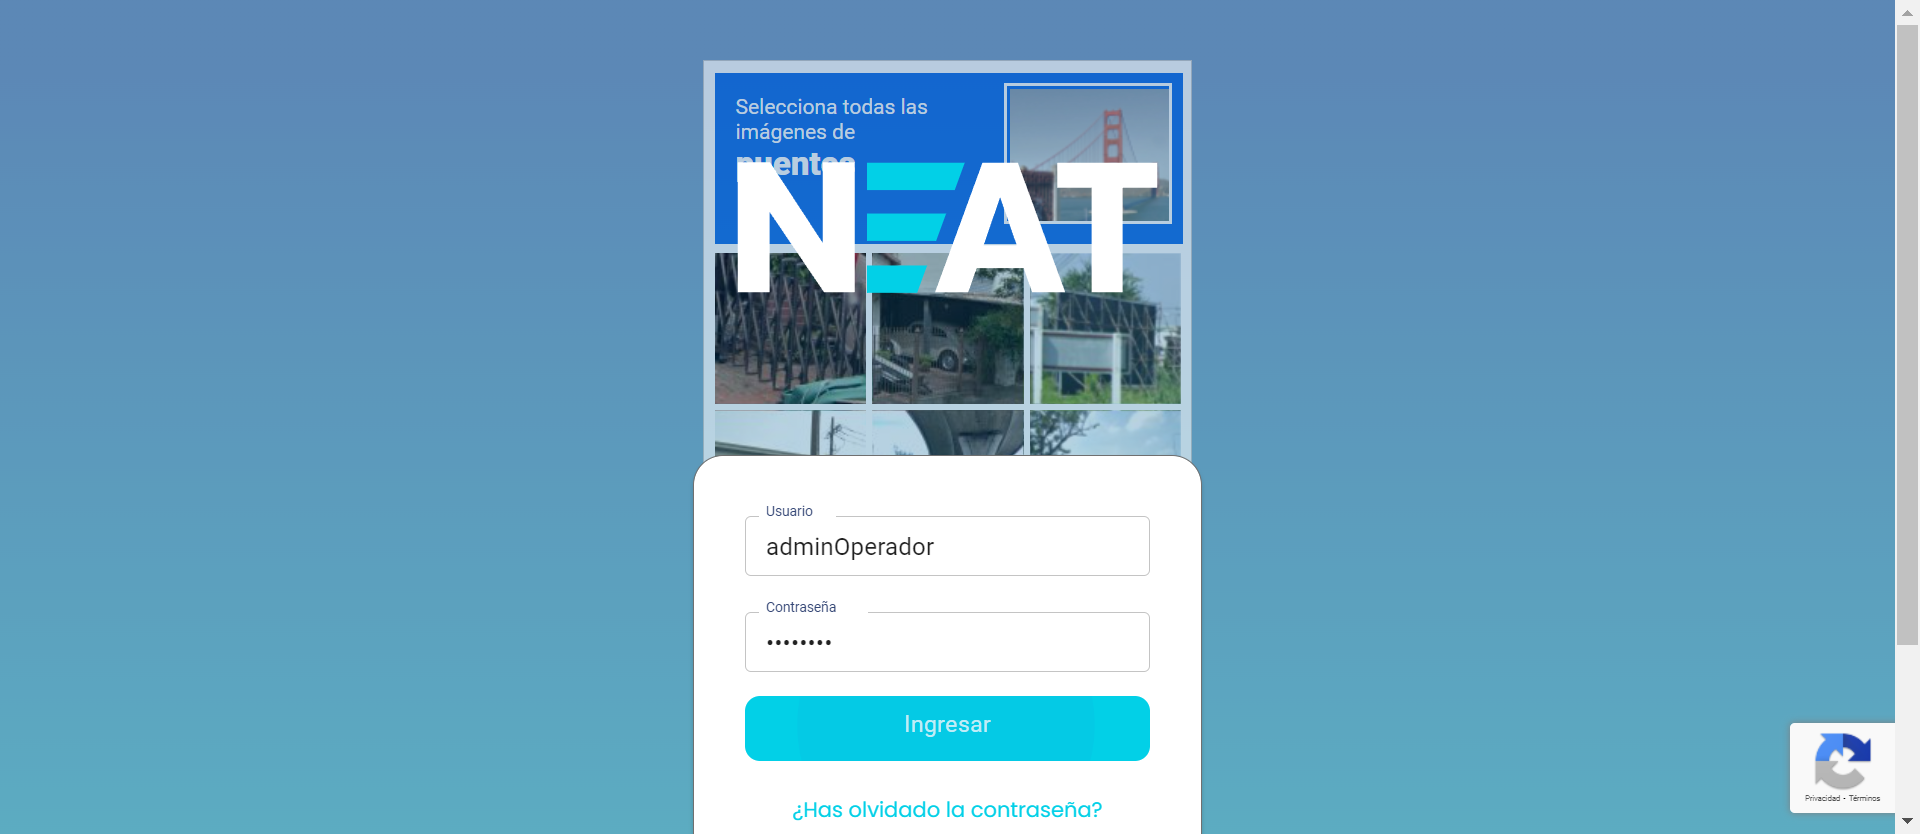 Selecciona todas las
imágenes de
puentes
NEAT
Usuario
adminOperador
Contraseña
••••••••
Ingresar
¿Has olvidado la contraseña?
Privacidad - Términos